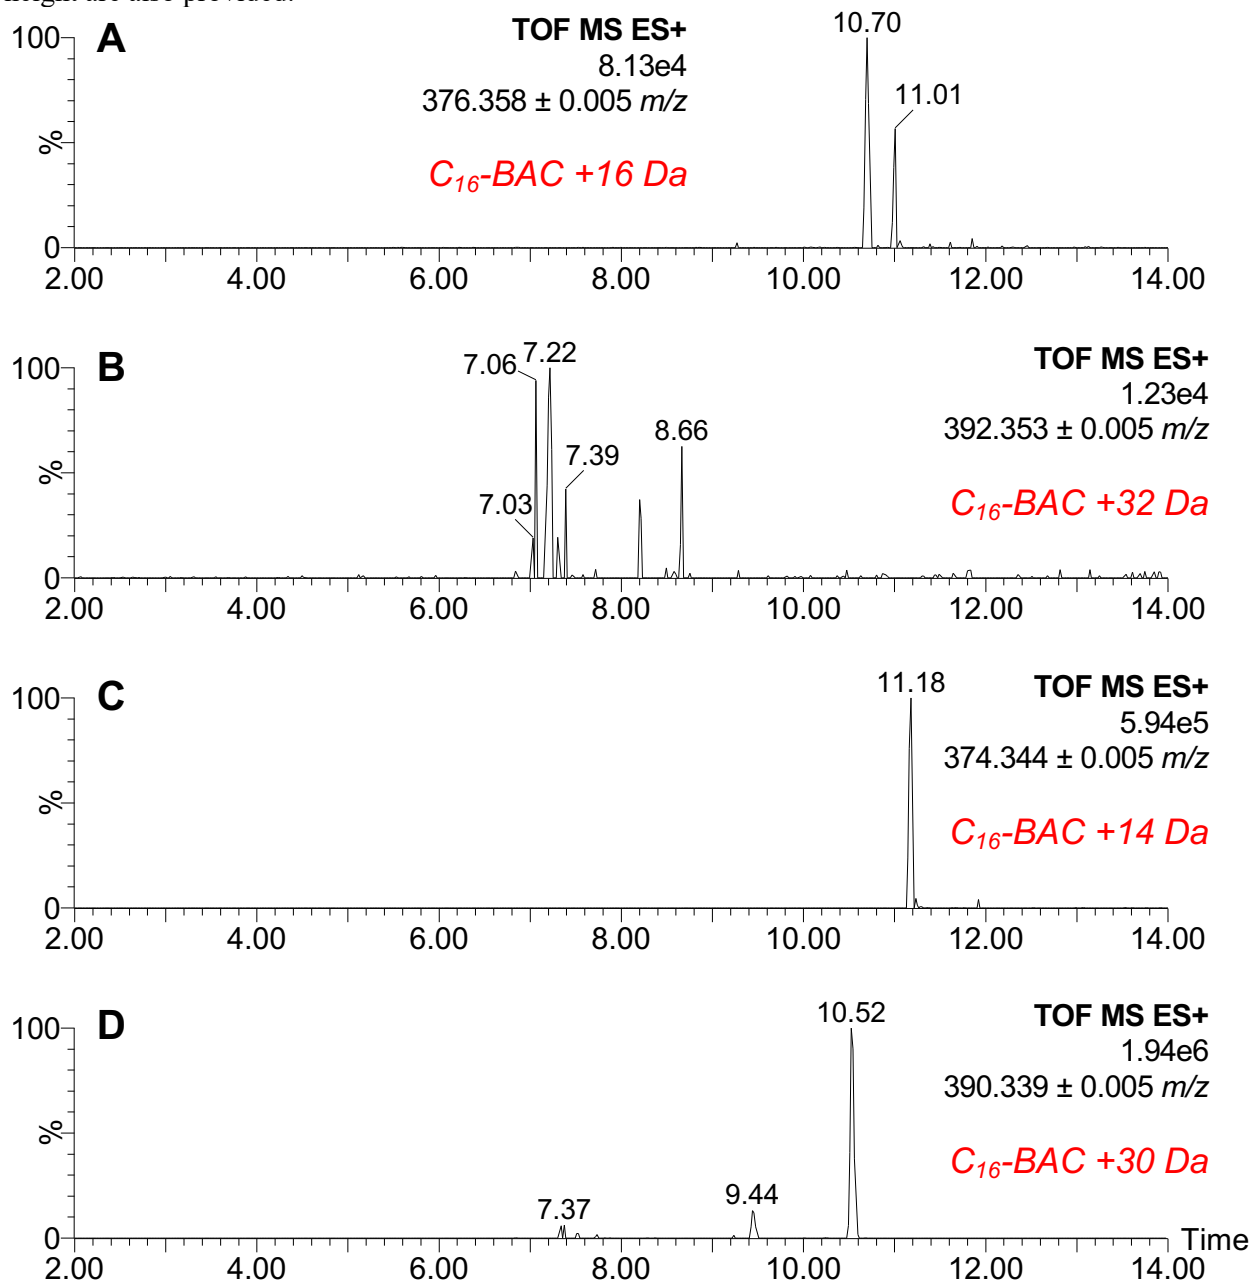 height are also provided.
A
TOF MS ES+
8.13e4
376.358 ± 0.005 m/z
C16-BAC +16 Da
10.70
11.01
100
%
0
2.00 4.00 6.00 8.00 10.00 12.00 14.00
B
TOF MS ES+
1.23e4
392.353 ± 0.005 m/z
C16-BAC +32 Da
7.06 7.22
8.66
7.39
7.03
100
%
0
2.00 4.00 6.00 8.00 10.00 12.00 14.00
C
TOF MS ES+
5.94e5
374.344 ± 0.005 m/z
C16-BAC +14 Da
11.18
100
%
0
2.00 4.00 6.00 8.00 10.00 12.00 14.00
D
TOF MS ES+
1.94e6
390.339 ± 0.005 m/z
C16-BAC +30 Da
10.52
9.44
7.37
100
%
0
Time
2.00 4.00 6.00 8.00 10.00 12.00 14.00